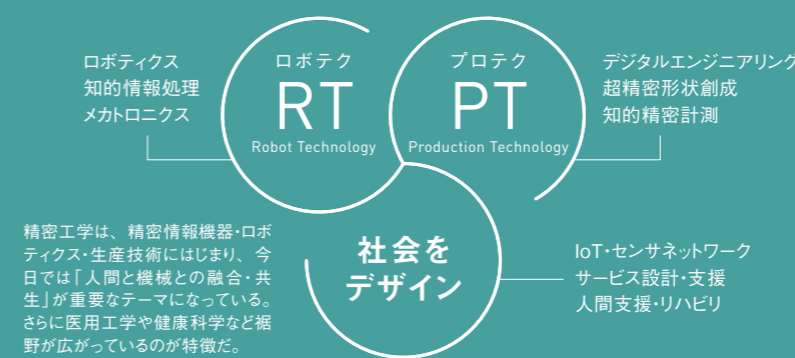 ロボティクス
知的情報処理
メカトロニクス
ロボテク
RT
Robot Technology
プロテク
PT
Production Technology
デジタルエンジニアリング
超精密形状創成
知的精密計測
精密工学は、精密情報機器・ロボ
ティクス・生産技術にはじまり、今
日では「人間と機械との融合・共
生」が重要なテーマになっている。
さらに医用工学や健康科学など裾
野が広がっているのが特徴だ。
社会を
デザイン
IoT・センサネットワーク
サービス設計・支援
人間支援・リハビリ